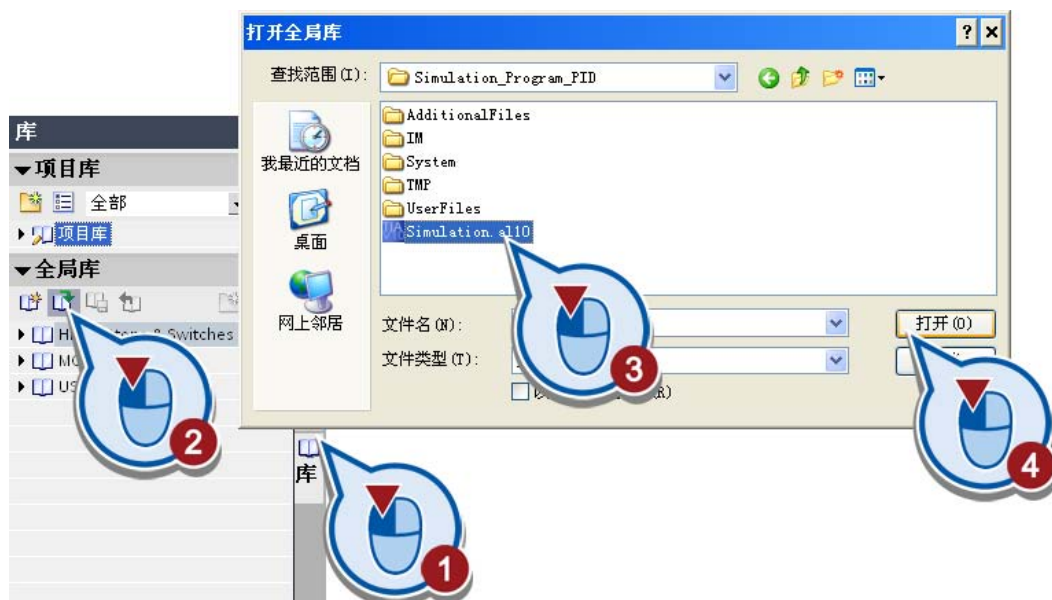 打开全局库
? ×
查找范围(I): Simulation_Program_PID
AdditionalFiles
IM
System
TMP
UserFiles
Simulation.al10
我最近的文档
桌面
网上邻居
文件名(N):
打开(O)
文件类型(T):
3
4
库
项目库
全部
项目库
全局库
& Switches
2
库
1